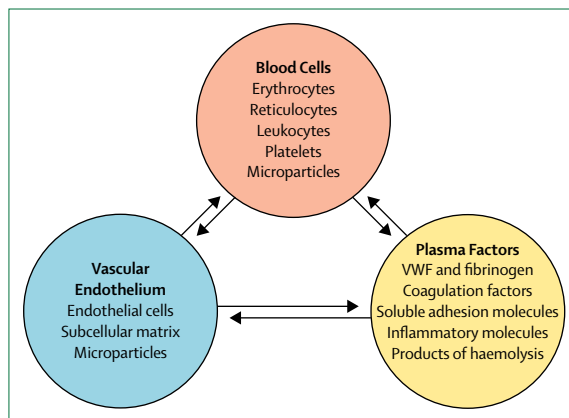 Blood Cells
Erythrocytes
Reticulocytes
Leukocytes
Platelets
Microparticles
Vascular
Endothelium
Endothelial cells
Subcellular matrix
Microparticles
Plasma Factors
VWF and fibrinogen
Coagulation factors
Soluble adhesion molecules
Inflammatory molecules
Products of haemolysis